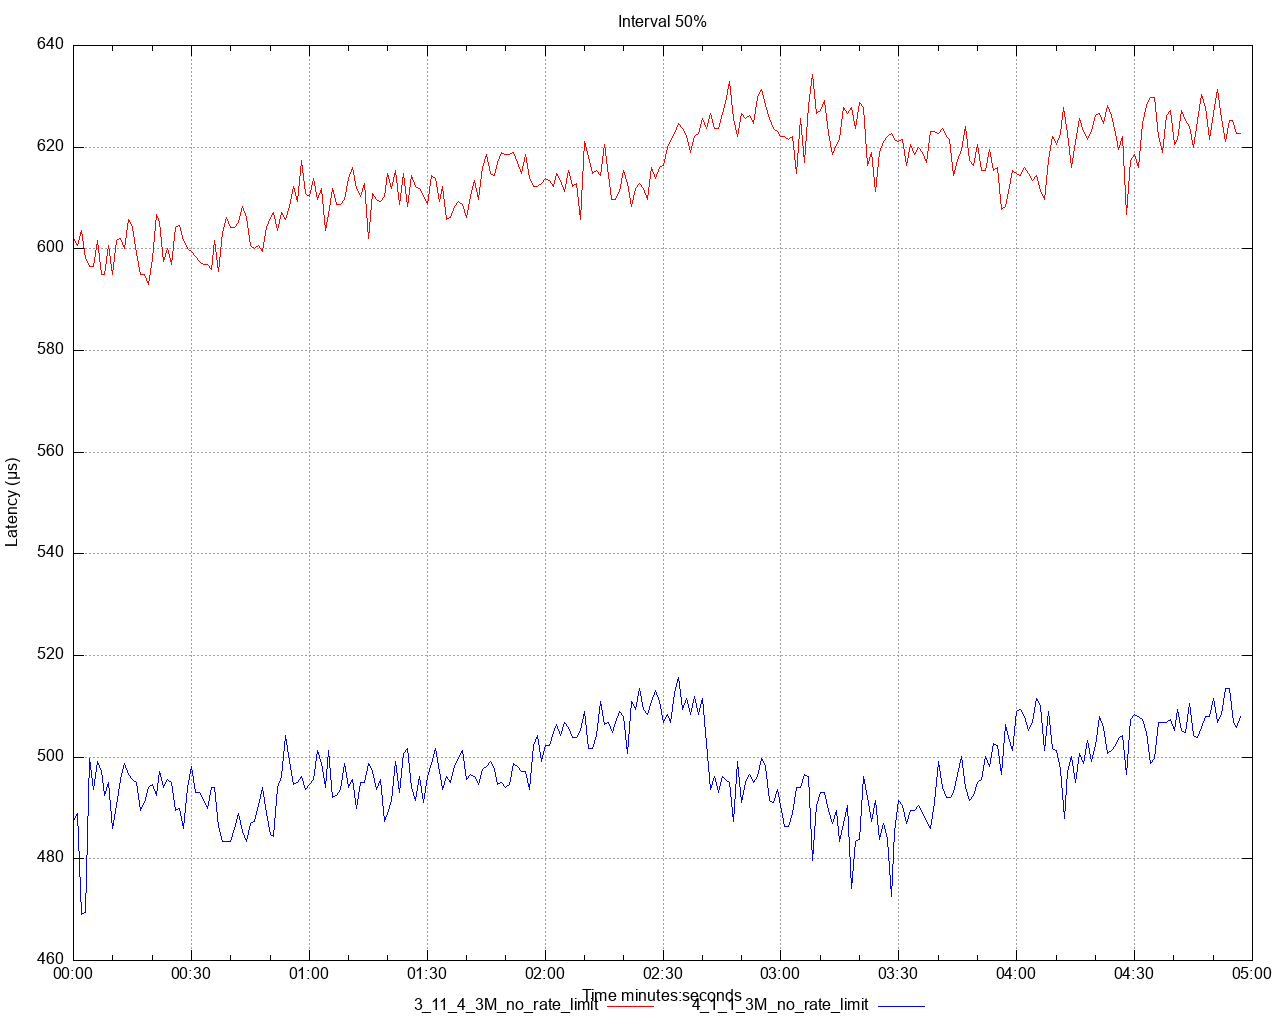 Interval 50%
640
620
600
580
560
540
520
500
480
460
Latency (µs)
00:00 00:30 01:00 01:30 02:00 02:30 03:00 03:30 04:00 04:30 05:00
Time minutes:seconds
3_11_4_3M_no_rate_limit 4_1_1_3M_no_rate_limit